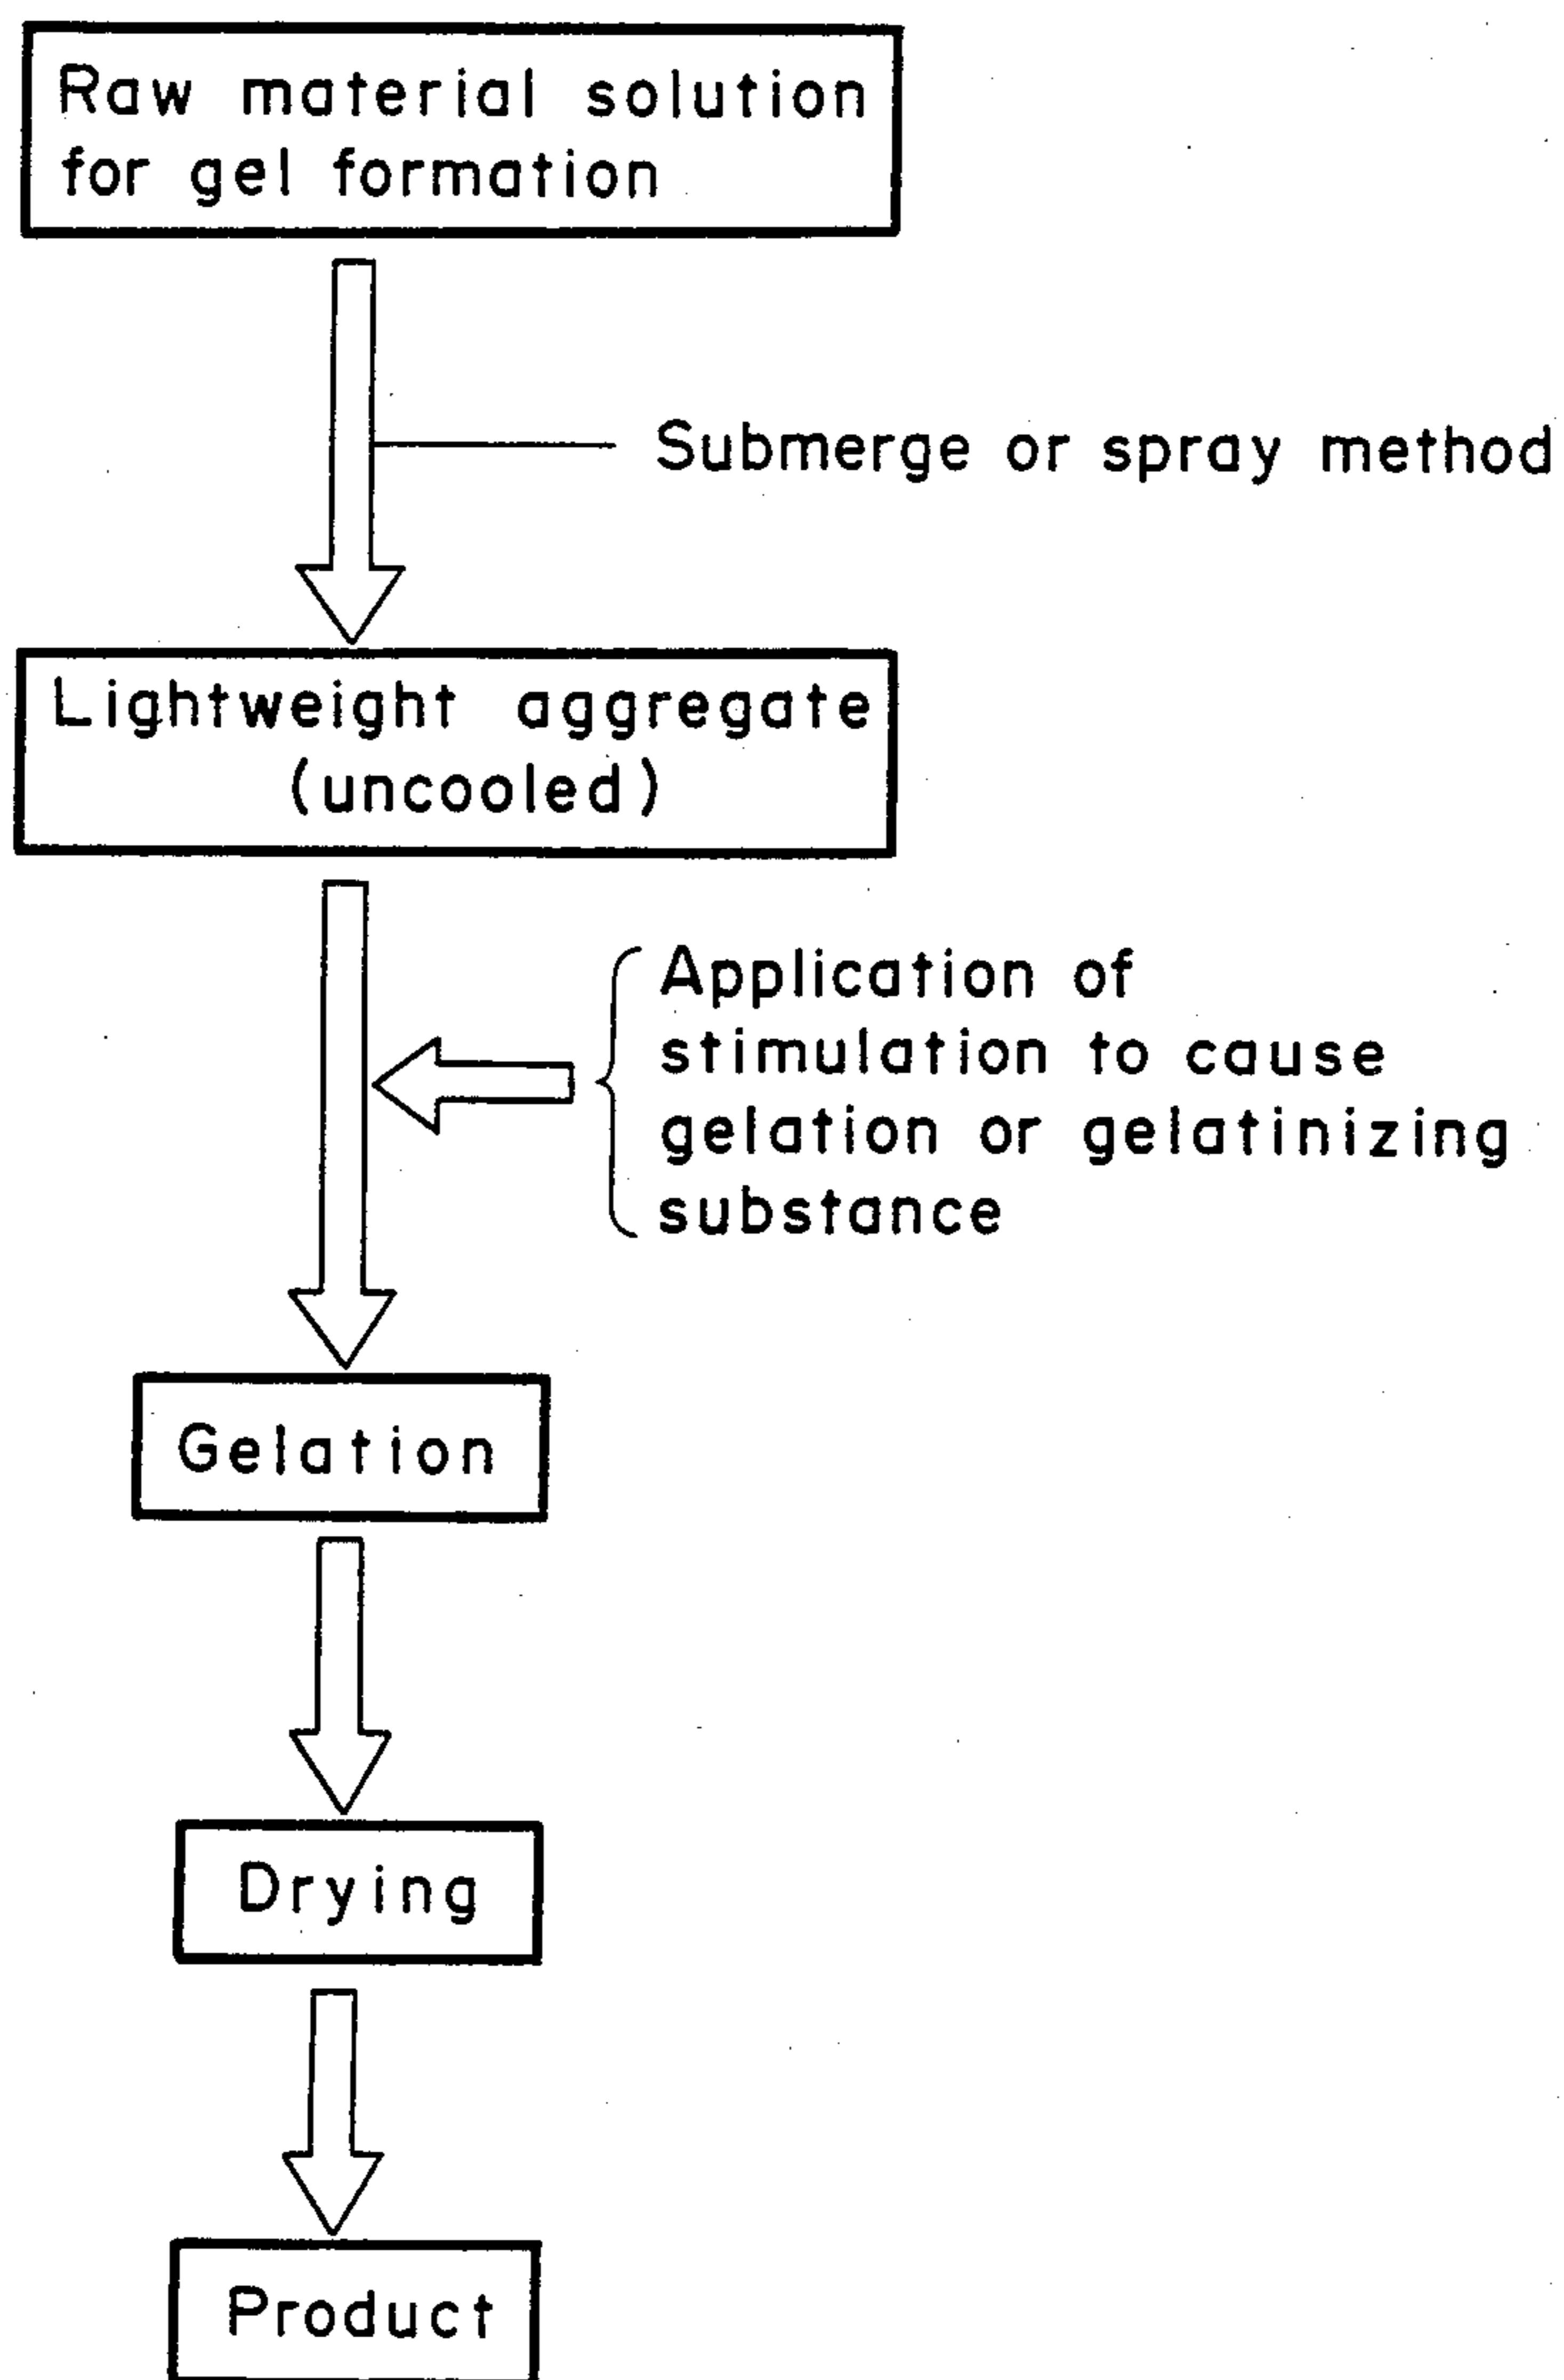 Raw material solution
for gel formation
Submerge or spray method
Lightweight aggregate
(uncooled)
Application of
stimulation to cause
gelation or gelatinizing
substance
Gelation
Drying
Product